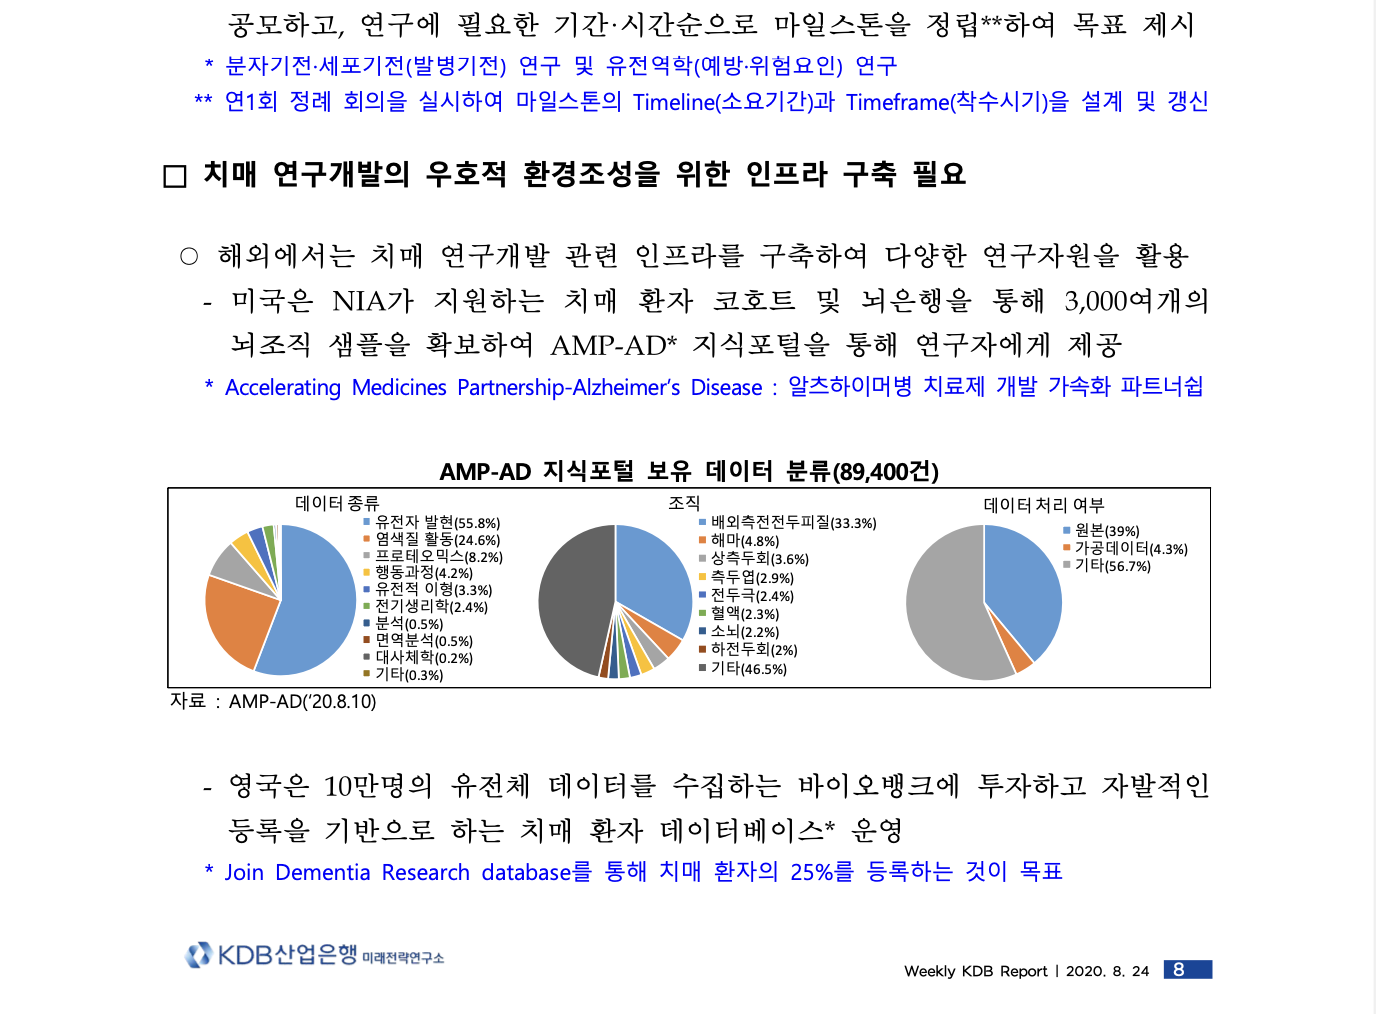 공모하고, 연구에 필요한 기간·시간순으로 마일스톤을 정립**하여 목표 제시
* 분자기전·세포기전(발병기전) 연구 및 유전역학(예방·위험요인) 연구
** 연1회 정례 회의을 실시하여 마일스톤의 Timeline(소요기간)과 Timeframe(착수시기)을 설계 및 갱신
□ 치매 연구개발의 우호적 환경조성을 위한 인프라 구축 필요
○ 해외에서는 치매 연구개발 관련 인프라를 구축하여 다양한 연구자원을 활용
- 미국은 NIA가 지원하는 치매 환자 코호트 및 뇌은행을 통해 3,000여개의
뇌조직 샘플을 확보하여 AMP-AD* 지식포털을 통해 연구자에게 제공
* Accelerating Medicines Partnership-Alzheimer's Disease : 알츠하이머병 치료제 개발 가속화 파트너쉽
AMP-AD 지식포털 보유 데이터 분류(89,400건)
데이터 종류
유전자 발현(55.8%)
염색질 활동(24.6%)
프로테오믹스(8.2%)
행동과정(4.2%)
유전적 이형(3.3%)
전기생리학(2.4%)
분석(0.5%)
면역분석(0.5%)
대사체학(0.2%)
기타(0.3%)
조직
배외측전전두피질(33.3%)
해마(4.8%)
상측두회(3.6%)
측두엽(2.9%)
전두극(2.4%)
혈액(2.3%)
소뇌(2.2%)
하전두회(2%)
기타(46.5%)
데이터 처리 여부
원본(39%)
가공데이터(4.3%)
기타(56.7%)
자료 : AMP-AD('20.8.10)
- 영국은 10만명의 유전체 데이터를 수집하는 바이오뱅크에 투자하고 자발적인
등록을 기반으로 하는 치매 환자 데이터베이스* 운영
* Join Dementia Research database를 통해 치매 환자의 25%를 등록하는 것이 목표
KDB산업은행 미래전략연구소
Weekly KDB Report | 2020. 8. 24 8